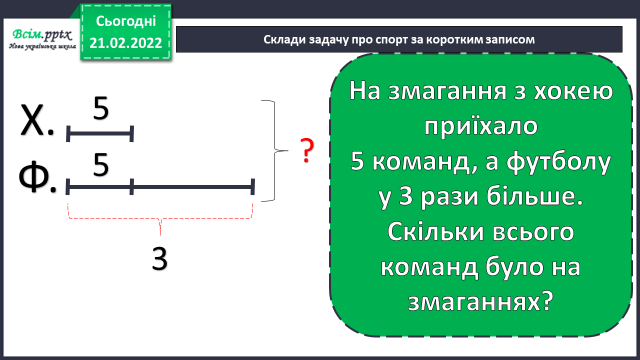 Всім.pptx
Нова українська школа
Сьогодні
21.02.2022
Склади задачу про спорт за коротким записом
Х.
5
Ф.
5
?
3
На змагання з хокею
приїхало
5 команд, а футболу
у 3 рази більше.
Скільки всього
команд було на
змаганнях?